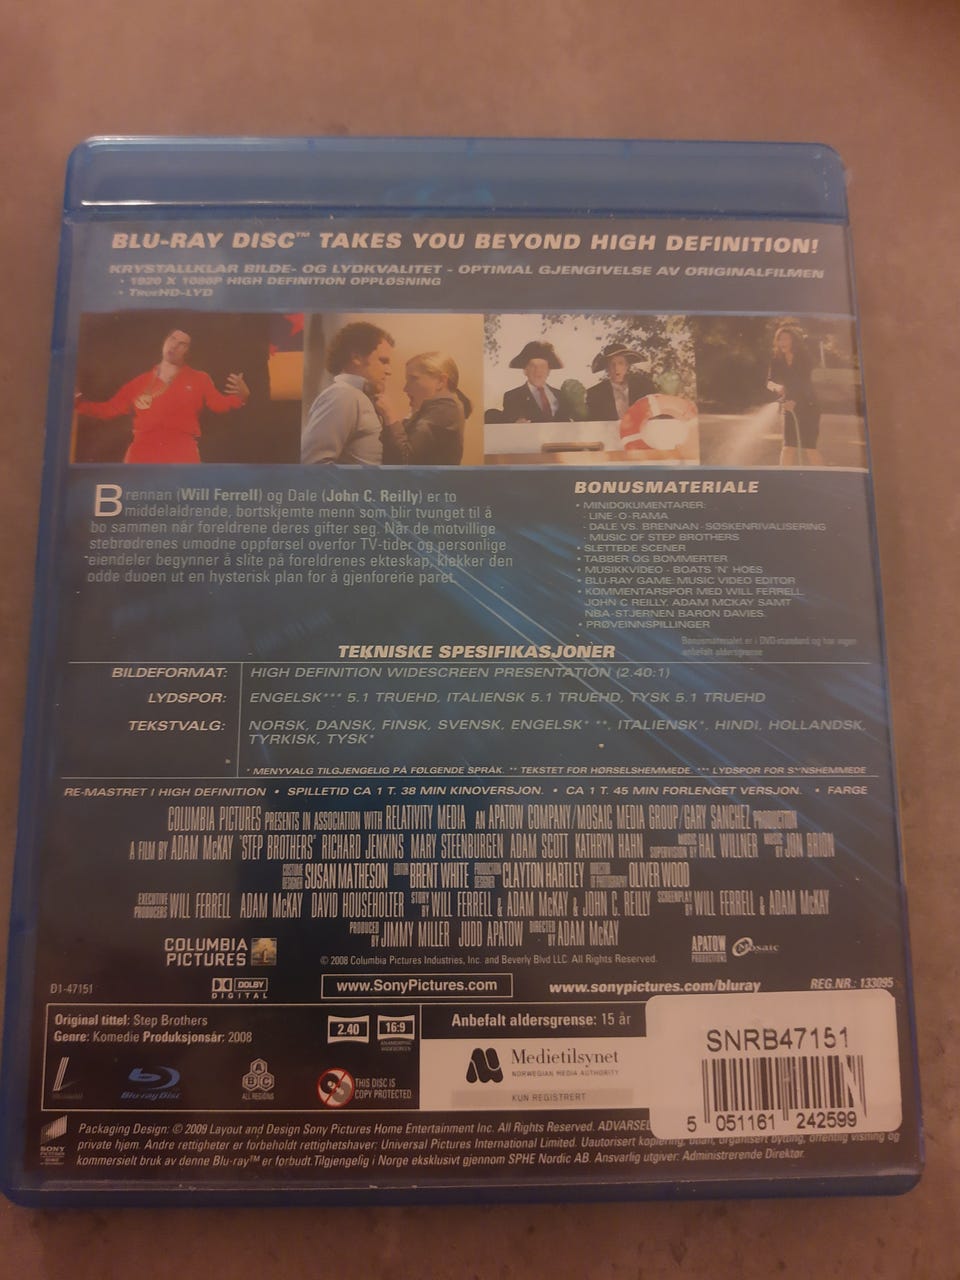 BLU-RAY DISC™ TAKES YOU BEYOND HIGH DEFINITION!
KRYSTALLKLAR BILDE- OG LYDKVALITET - OPTIMAL GJENGIVELSE AV ORIGINALFILMEN
• 1920 X 1080P HIGH DEFINITION OPPLØSNING
• TRUEHD-LYD
Brennan (Will Ferrell) og Dale (John C. Reilly) er to
middelaldrende, bortskjemte menn som blir tvunget til å
bo sammen når foreldrene deres gifter seg. Når de motvillige
stebrødrenes umodne oppførsel overfor TV-tider og personlige
eiendeler begynner å slite på foreldrenes ekteskap, klekker den
odde duoen ut en hysterisk plan for å gjenforene paret.
BONUSMATERIALE
• MINIDOKUMENTARER:
- LINE-O-RAMA
- DALE VS. BRENNAN - SØSKENRIVALISERING
- MUSIC OF STEP BROTHERS
• SLETTEDE SCENER
• TABBER OG BOMMERTER
• MUSIKKVIDEO - BOATS 'N' HOES
• BLU-RAY GAME: MUSIC VIDEO EDITOR
• KOMMENTARSPOR MED WILL FERRELL
JOHN C REILLY, ADAM MCKAY SAMT
NBA-STJERNEN BARON DAVIES.
• PRØVEINNSPILLINGER
Bonusmaterialet er i DVD-standard og har ingen
anbefalt aldersgrense
TEKNISKE SPESIFIKASJONER
BILDEFORMAT: HIGH DEFINITION WIDESCREEN PRESENTATION (2.40:1)
LYDSPOR: ENGELSK*** 5.1 TRUEHD, ITALIENSK 5.1 TRUEHD, TYSK 5.1 TRUEHD
TEKSTVALG: NORSK, DANSK, FINSK, SVENSK, ENGELSK* **, ITALIENSK*, HINDI, HOLLANDSK,
TYRKISK, TYSK*
* MENYVALG TILGJENGELIG PÅ FØLGENDE SPRÅK. ** TEKSTET FOR HØRSELSHEMMEDE. *** LYDSPOR FOR SYNSHEMMEDE
RE-MASTRET I HIGH DEFINITION • SPILLETID CA 1 T. 38 MIN KINOVERSJON. • CA 1 T. 45 MIN FORLENGET VERSJON. • FARGE
COLUMBIA PICTURES PRESENTS IN ASSOCIATION WITH RELATIVITY MEDIA AN APATOW COMPANY/MOSAIC MEDIA GROUP/GARY SANCHEZ PRODUCTION
A FILM BY ADAM McKAY "STEP BROTHERS" RICHARD JENKINS MARY STEENBURGEN ADAM SCOTT KATHRYN HAHN MUSIC SUPERVISION BY HAL WILLNER MUSIC BY JON BRION
COSTUME DESIGNER SUSAN MATHESON EDITOR BRENT WHITE PRODUCTION DESIGNER CLAYTON HARTLEY DIRECTOR OF PHOTOGRAPHY OLIVER WOOD
EXECUTIVE PRODUCERS WILL FERRELL ADAM McKAY DAVID HOUSEHOLTER STORY BY WILL FERRELL & ADAM McKAY & JOHN C. REILLY SCREENPLAY BY WILL FERRELL & ADAM McKAY
PRODUCED BY JIMMY MILLER JUDD APATOW DIRECTED BY ADAM McKAY
COLUMBIA
PICTURES
APATOW
PRODUCTIONS
Mosaic
© 2008 Columbia Pictures Industries, Inc. and Beverly Blvd LLC. All Rights Reserved.
D1-47151
DOLBY
DIGITAL
www.SonyPictures.com
www.sonypictures.com/bluray
REG.NR.: 133095
Original tittel: Step Brothers
Genre: Komedie Produksjonsår: 2008
2.40
16:9
ANAMORPHIC
WIDESCREEN
Anbefalt aldersgrense: 15 år
Medietilsynet
NORWEGIAN MEDIA AUTHORITY
KUN REGISTRERT
Blu-ray Disc
A B C
ALL REGIONS
THIS DISC IS
COPY PROTECTED
SNRB47151
5 051161 242599
SONY
PICTURES
Packaging Design: © 2009 Layout and Design Sony Pictures Home Entertainment Inc. All Rights Reserved. ADVARSEL
private hjem. Andre rettigheter er forbeholdt rettighetshaver: Universal Pictures International Limited. Uautorisert kopiering, utlån, organisert bytting, offentlig visning og
kommersielt bruk av denne Blu-ray™ er forbudt. Tilgjengelig i Norge eksklusivt gjennom SPHE Nordic AB. Ansvarlig utgiver: Administrerende Direktør.